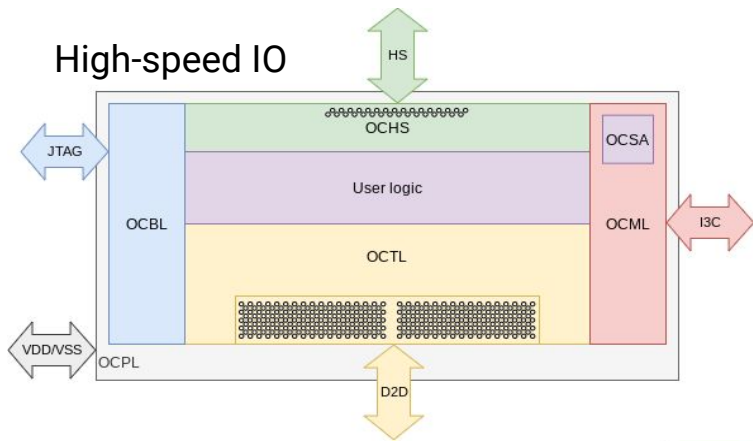 High-speed IO
HS
OCHS
OCSA
JTAG
User logic
OCBL
OCML
I3C
OCTL
VDD/VSS
OCPL
D2D